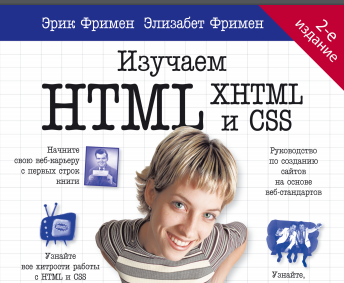 Эрик Фримен Элизабет Фримен
2-е
издание
Изучаем
HTML XHTML
и CSS
Начните
свою веб-карьеру
с первых строк
книги
Руководство
по созданию
сайтов
на основе
веб-стандартов
Узнайте
все хитрости работы
с HTML и CSS
Узнайте,